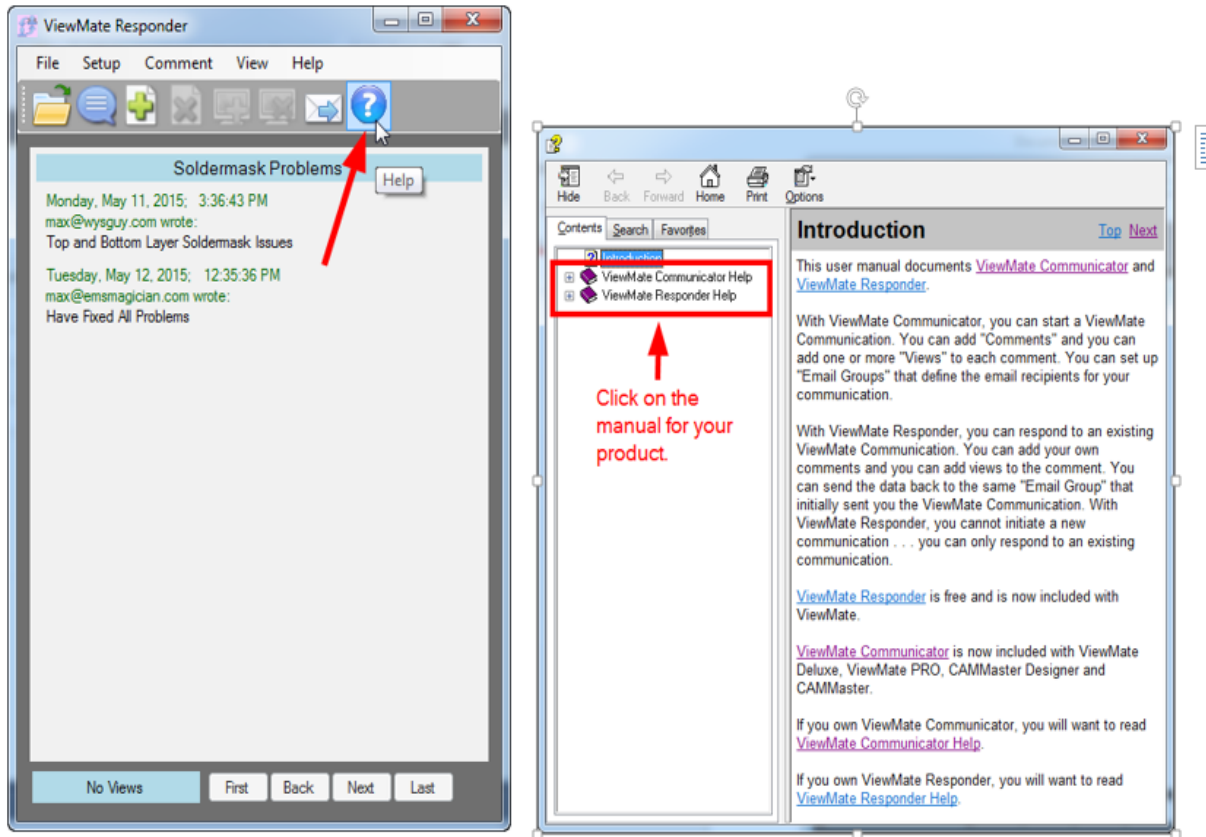 ViewMate Responder
File Setup Comment View Help
Soldermask Problems
Help
Monday, May 11, 2015; 3:36:43 PM
max@wysguy.com wrote:
Top and Bottom Layer Soldermask Issues
Tuesday, May 12, 2015; 12:35:36 PM
max@emsmagician.com wrote:
Have Fixed All Problems
No Views First Back Next Last
Hide Back Forward Home Print Options
Contents Search Favorites
Introduction
ViewMate Communicator Help
ViewMate Responder Help
Click on the
manual for your
product.
Introduction Top Next
This user manual documents ViewMate Communicator and
ViewMate Responder.
With ViewMate Communicator, you can start a ViewMate
Communication. You can add "Comments" and you can
add one or more "Views" to each comment. You can set up
"Email Groups" that define the email recipients for your
communication.
With ViewMate Responder, you can respond to an existing
ViewMate Communication. You can add your own
comments and you can add views to the comment. You
can send the data back to the same "Email Group" that
initially sent you the ViewMate Communication. With
ViewMate Responder, you cannot initiate a new
communication . . . you can only respond to an existing
communication.
ViewMate Responder is free and is now included with
ViewMate.
ViewMate Communicator is now included with ViewMate
Deluxe, ViewMate PRO, CAMMaster Designer and
CAMMaster.
If you own ViewMate Communicator, you will want to read
ViewMate Communicator Help.
If you own ViewMate Responder, you will want to read
ViewMate Responder Help.